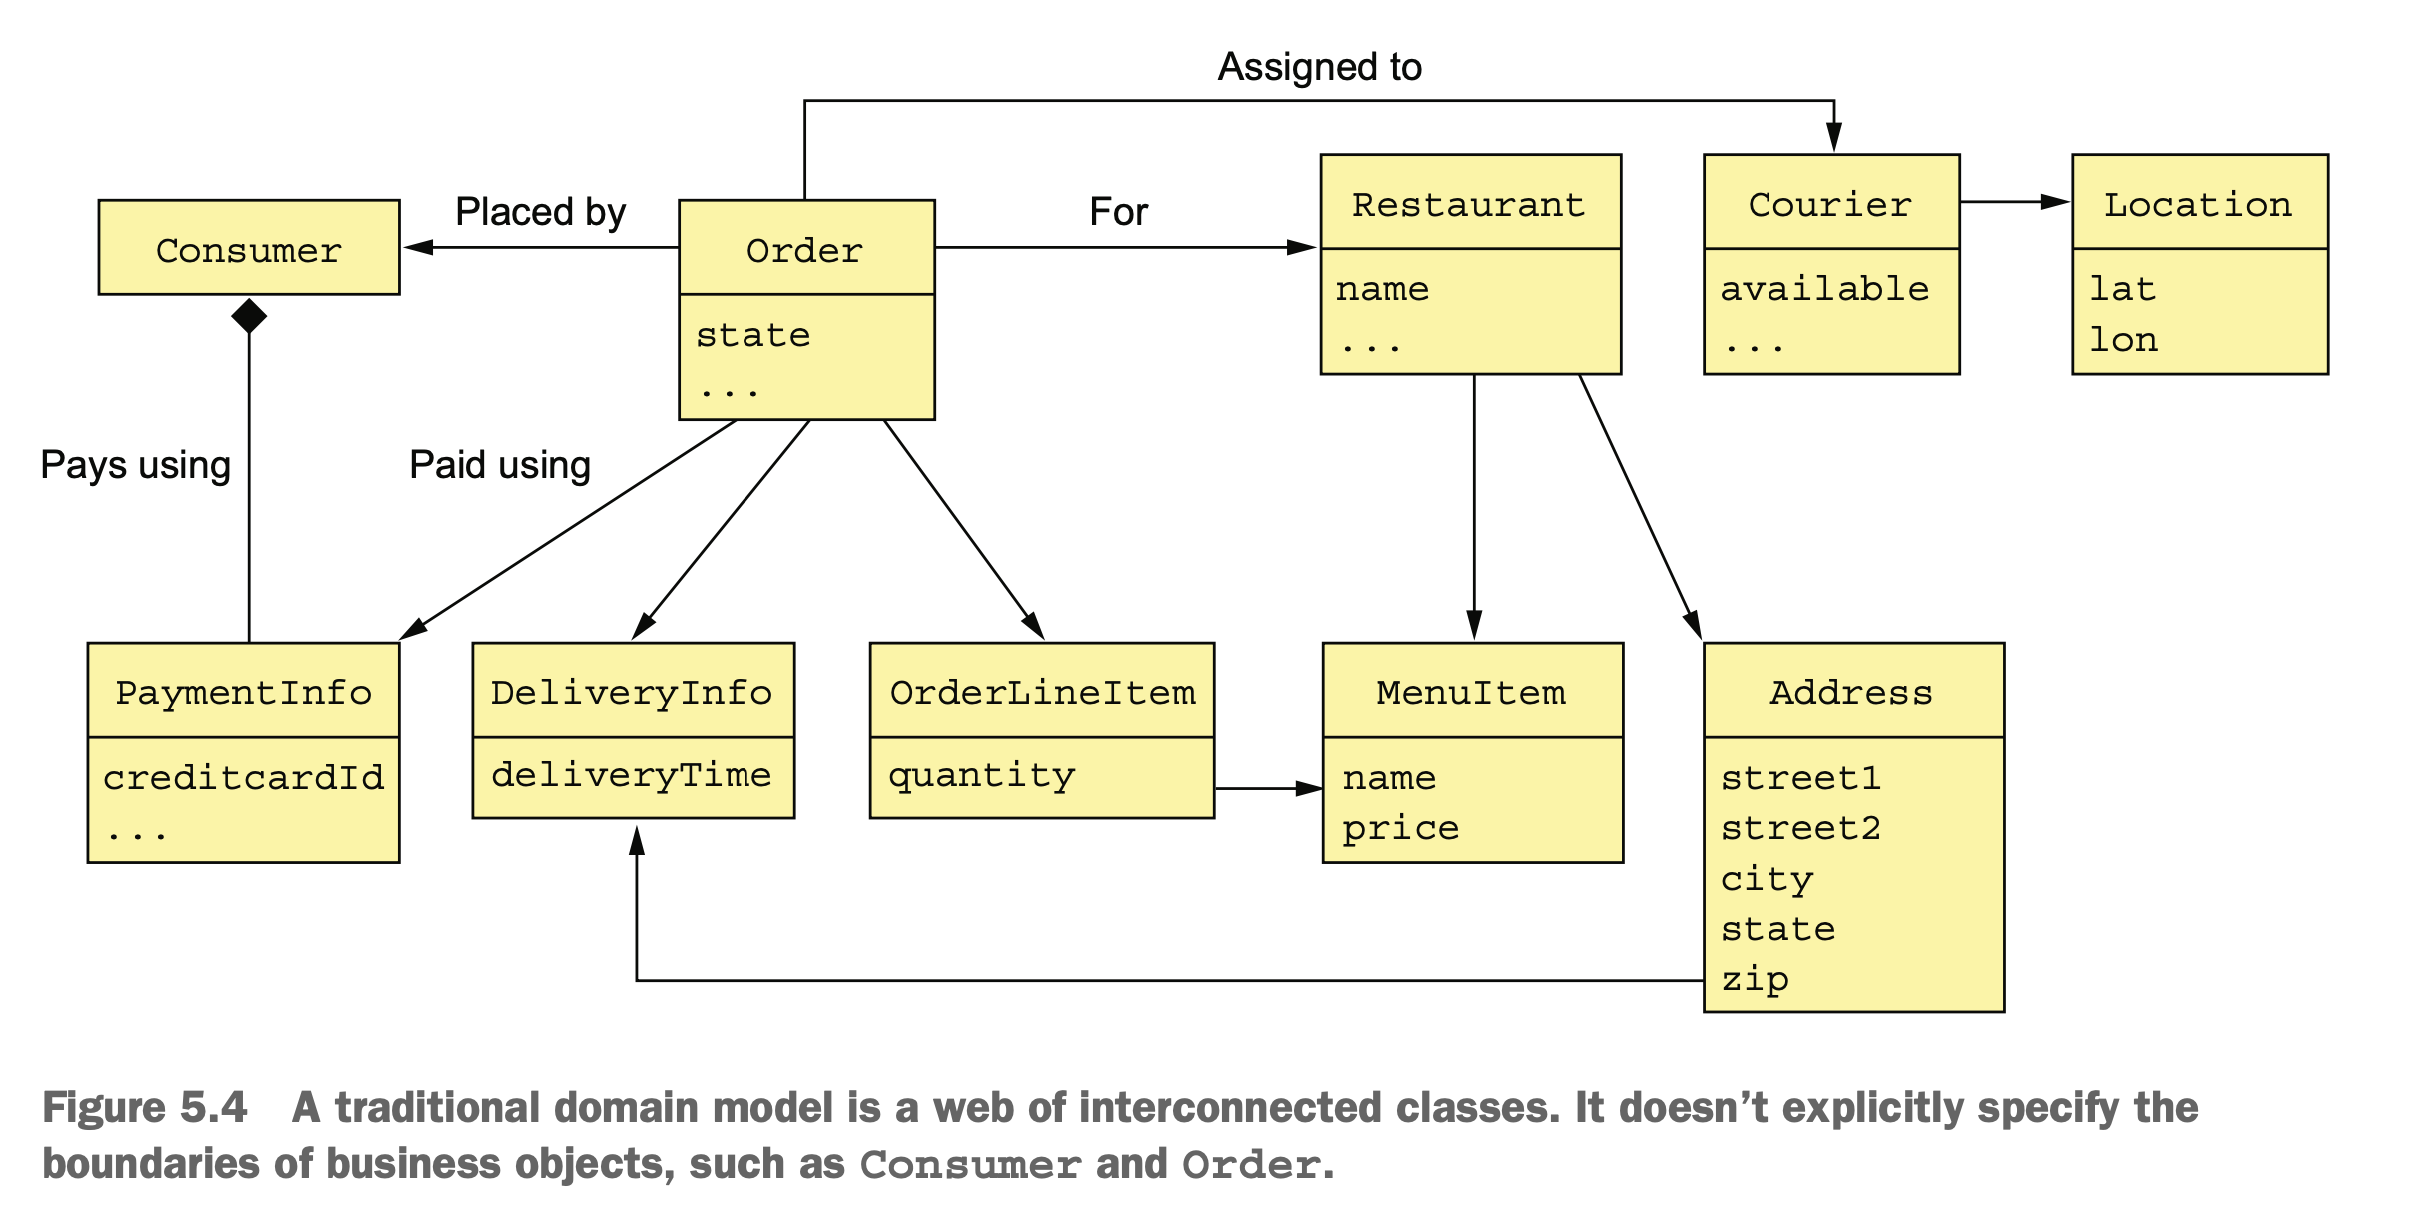 Assigned to
Placed by
For
Consumer
Order
state
...
Restaurant
name
...
Courier
available
...
Location
lat
lon
Pays using
Paid using
PaymentInfo
creditcardId
...
DeliveryInfo
deliveryTime
OrderLineItem
quantity
MenuItem
name
price
Address
street1
street2
city
state
zip
Figure 5.4 A traditional domain model is a web of interconnected classes. It doesn’t explicitly specify the
boundaries of business objects, such as Consumer and Order.